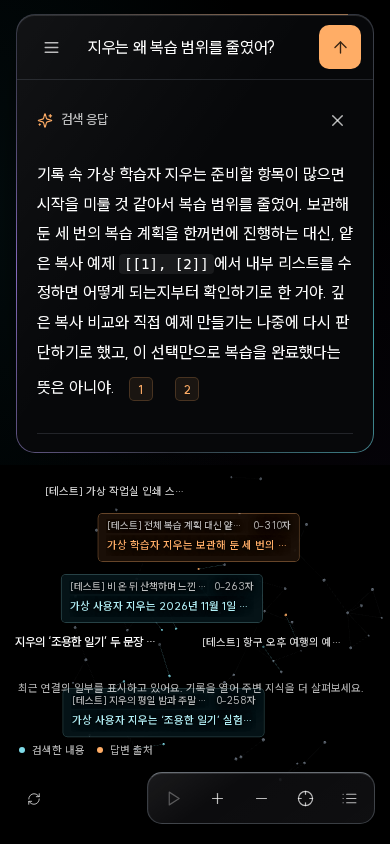 지우는 왜 복습 범위를 줄였어?
검색 응답
기록 속 가상 학습자 지우는 준비할 항목이 많으면
시작을 미룰 것 같아서 복습 범위를 줄였어. 보관해
둔 세 번의 복습 계획을 한꺼번에 진행하는 대신, 얕
은 복사 예제 [[1], [2]]에서 내부 리스트를 수
정하면 어떻게 되는지부터 확인하기로 한 거야. 깊
은 복사 비교와 직접 예제 만들기는 나중에 다시 판
단하기로 했고, 이 선택만으로 복습을 완료했다는
뜻은 아니야. 1 2
[테스트] 가상 작업실 인쇄 스…
[테스트] 전체 복습 계획 대신 얕… 0–310자
가상 학습자 지우는 보관해 둔 세 번의 …
[테스트] 비 온 뒤 산책하며 느낀 … 0–263자
가상 사용자 지우는 2026년 11월 1일 …
지우의 ‘조용한 일기’ 두 문장 …
[테스트] 항구 오후 여행의 예…
최근 연결의 일부를 표시하고 있어요. 기록을 열어 주변 지식을 더 살펴보세요.
[테스트] 지우의 평일 밤과 주말 … 0–258자
가상 사용자 지우는 ‘조용한 일기’ 실험…
검색한 내용 답변 출처